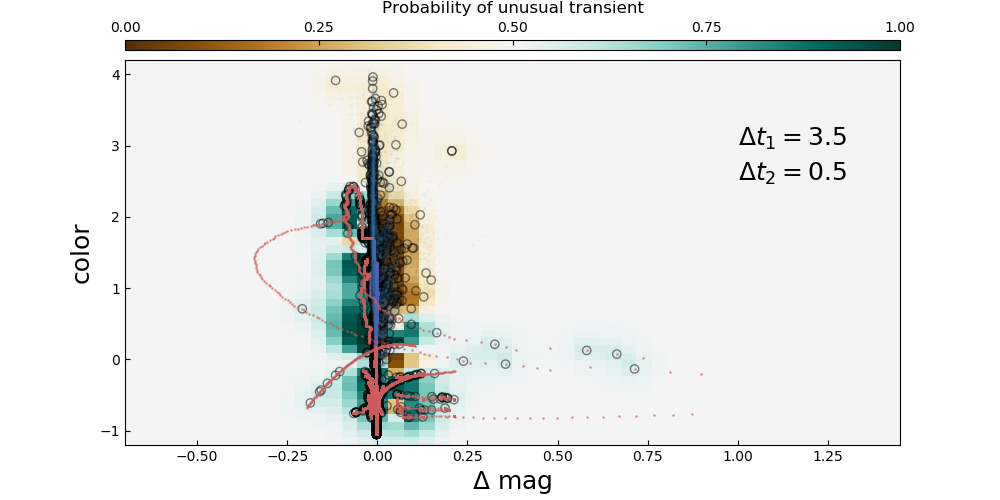 Probability of unusual transient
0.00 0.25 0.50 0.75 1.00
4
3
2
1
0
−1
color
Δt₁ = 3.5
Δt₂ = 0.5
−0.50 −0.25 0.00 0.25 0.50 0.75 1.00 1.25
Δ mag